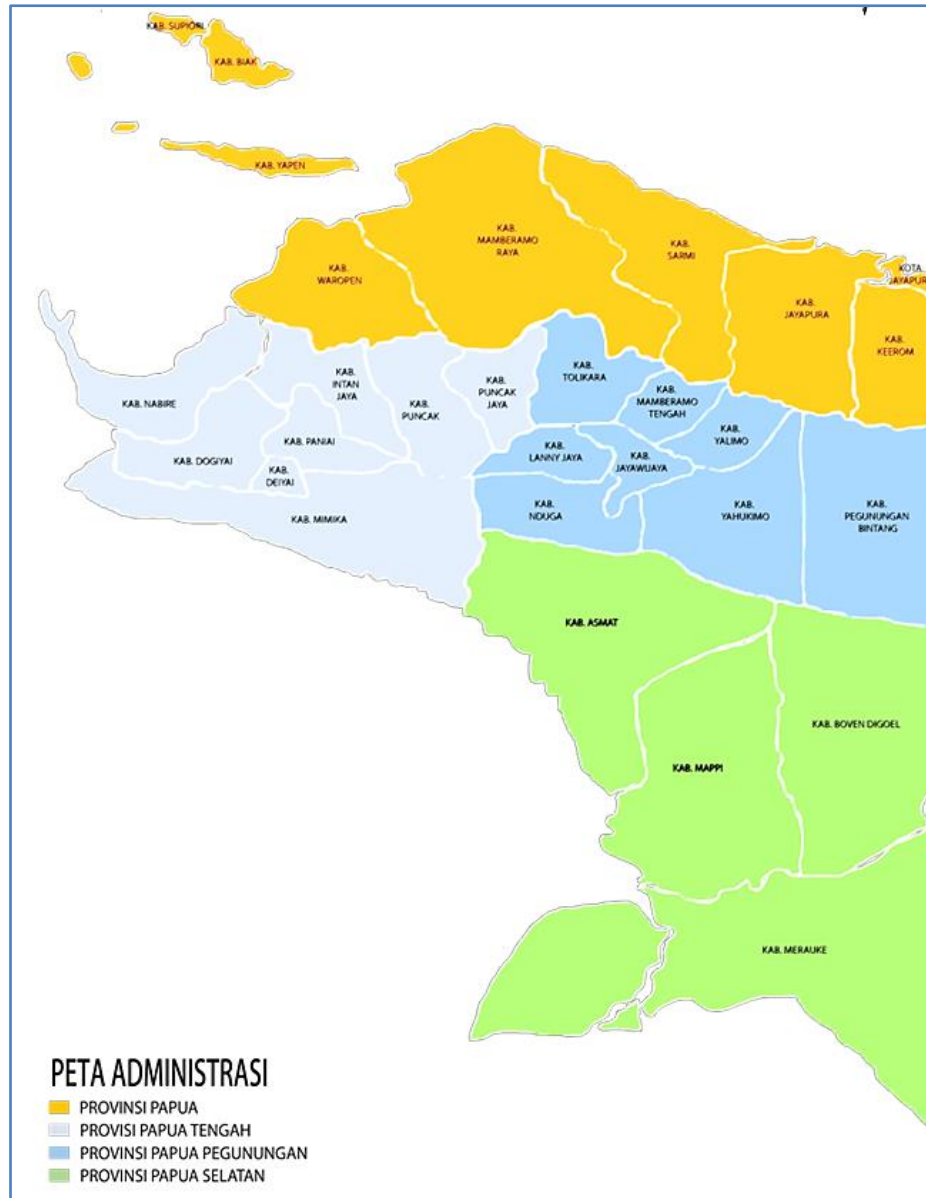 KAB. SUPIORI
KAB. BIAK
KAB. YAPEN
KAB.
MAMBERAMO
RAYA
KAB.
SARMI
KAB.
WAROPEN
KOTA
JAYAPUR
KAB.
JAYAPURA
KAB.
KEEROM
KAB. NABIRE
KAB.
INTAN
JAYA
KAB.
PUNCAK
KAB.
PUNCAK
JAYA
KAB.
TOLIKARA
KAB.
MAMBERAMO
TENGAH
KAB.
YALIMO
KAB. DOGIYAI
KAB. PANIAI
KAB.
DEIYAI
KAB.
LANNY JAYA
KAB.
JAYAWIJAYA
KAB. MIMIKA
KAB.
NDUGA
KAB.
YAHUKIMO
KAB.
PEGUNUNGAN
BINTANG
KAB. ASMAT
KAB. BOVEN DIGOEL
KAB. MAPPI
KAB. MERAUKE
PETA ADMINISTRASI
PROVINSI PAPUA
PROVISI PAPUA TENGAH
PROVINSI PAPUA PEGUNUNGAN
PROVINSI PAPUA SELATAN